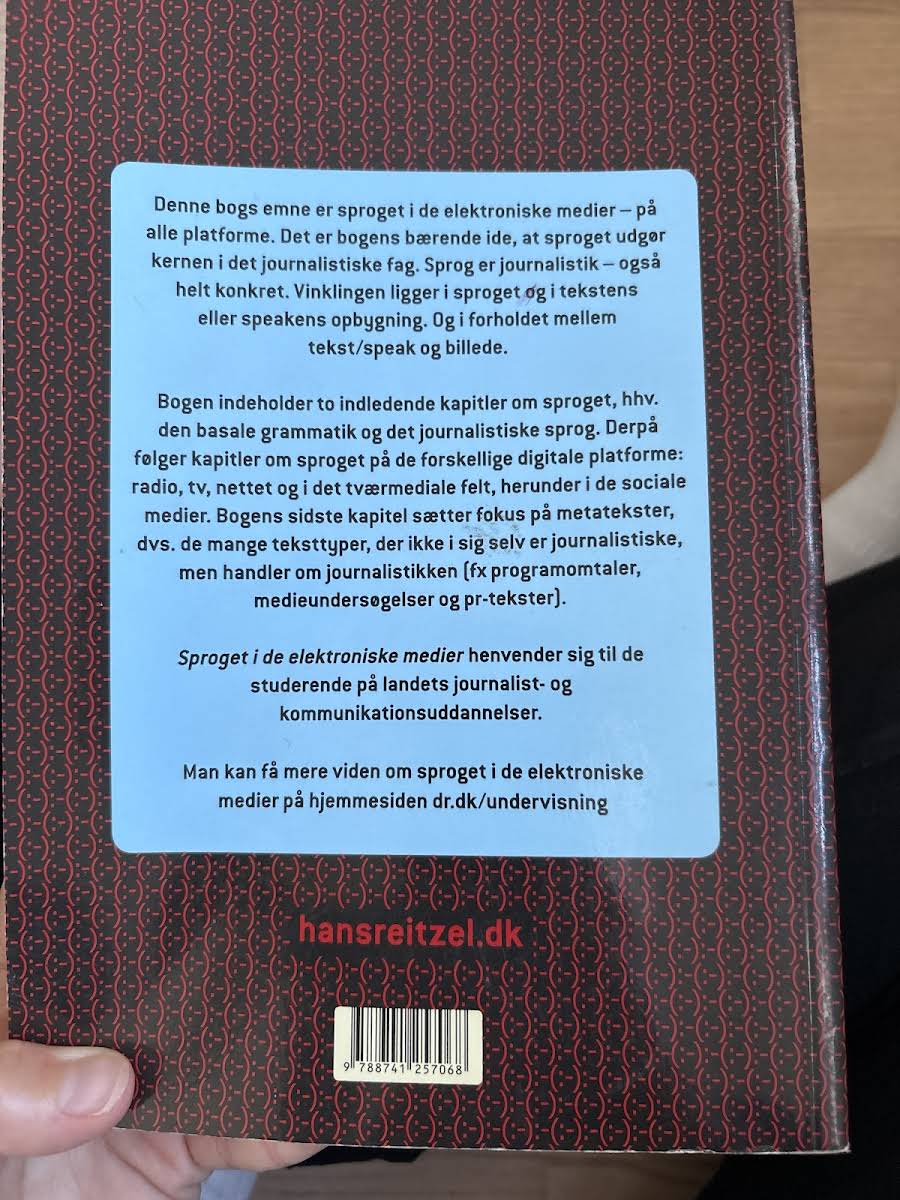 Denne bogs emne er sproget i de elektroniske medier – på
alle platforme. Det er bogens bærende ide, at sproget udgør
kernen i det journalistiske fag. Sprog er journalistik – også
helt konkret. Vinklingen ligger i sproget og i tekstens
eller speakens opbygning. Og i forholdet mellem
tekst/speak og billede.
Bogen indeholder to indledende kapitler om sproget, hhv.
den basale grammatik og det journalistiske sprog. Derpå
følger kapitler om sproget på de forskellige digitale platforme:
radio, tv, nettet og i det tværmediale felt, herunder i de sociale
medier. Bogens sidste kapitel sætter fokus på metatekster,
dvs. de mange teksttyper, der ikke i sig selv er journalistiske,
men handler om journalistikken (fx programomtaler,
medieundersøgelser og pr-tekster).
Sproget i de elektroniske medier henvender sig til de
studerende på landets journalist- og
kommunikationsuddannelser.
Man kan få mere viden om sproget i de elektroniske
medier på hjemmesiden dr.dk/undervisning
hansreitzel.dk
9 788741 257068